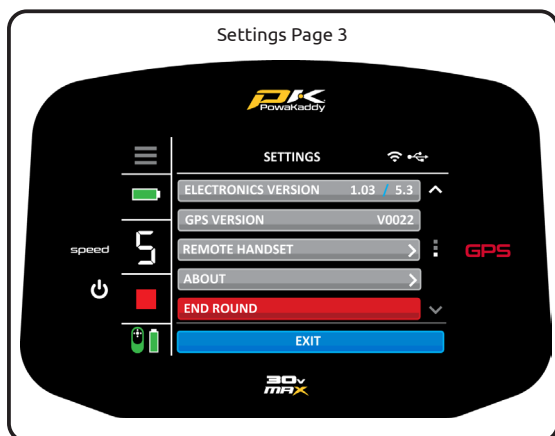 Settings Page 3
PK
PowaKaddy
SETTINGS
ELECTRONICS VERSION 1.03 / 5.3
GPS VERSION V0022
speed 5
REMOTE HANDSET
GPS
ABOUT
END ROUND
EXIT
30v
MAX